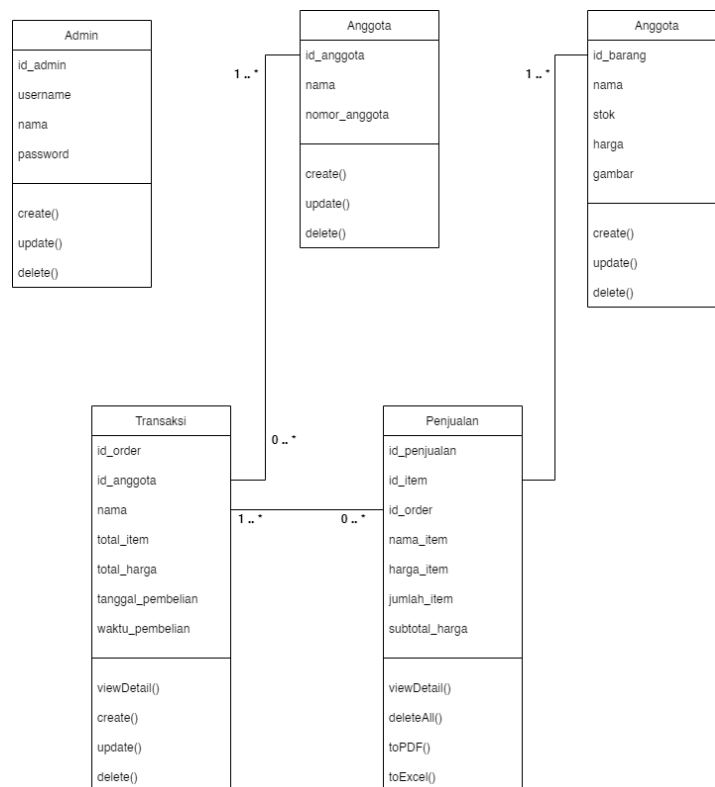 Admin
id_admin
username
nama
password
create()
update()
delete()
Anggota
id_anggota
nama
nomor_anggota
create()
update()
delete()
Anggota
id_barang
nama
stok
harga
gambar
create()
update()
delete()
1 .. *
1 .. *
0 .. *
1 .. *
0 .. *
Transaksi
id_order
id_anggota
nama
total_item
total_harga
tanggal_pembelian
waktu_pembelian
viewDetail()
create()
update()
delete()
Penjualan
id_penjualan
id_item
id_order
nama_item
harga_item
jumlah_item
subtotal_harga
viewDetail()
deleteAll()
toPDF()
toExcel()